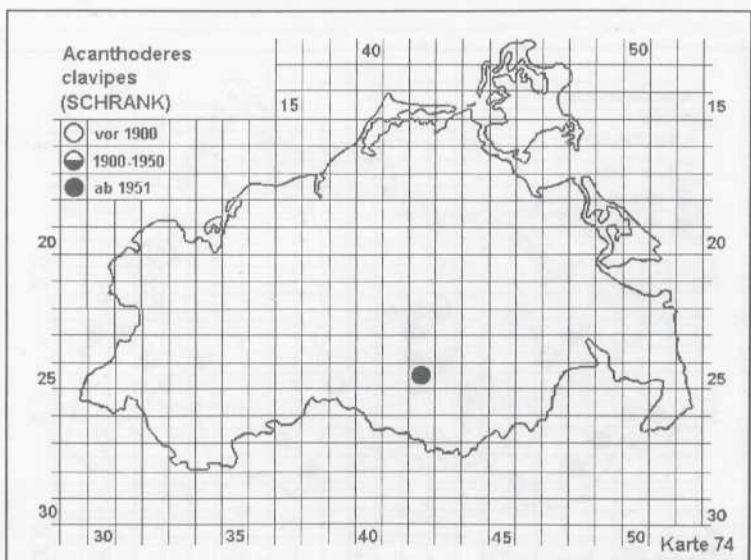 Acanthoderes
clavipes
(SCHRANK)
vor 1900
1900-1950
ab 1951
40 50
15 15
20 20
25 25
30 30
30 35 40 45 50
Karte 74